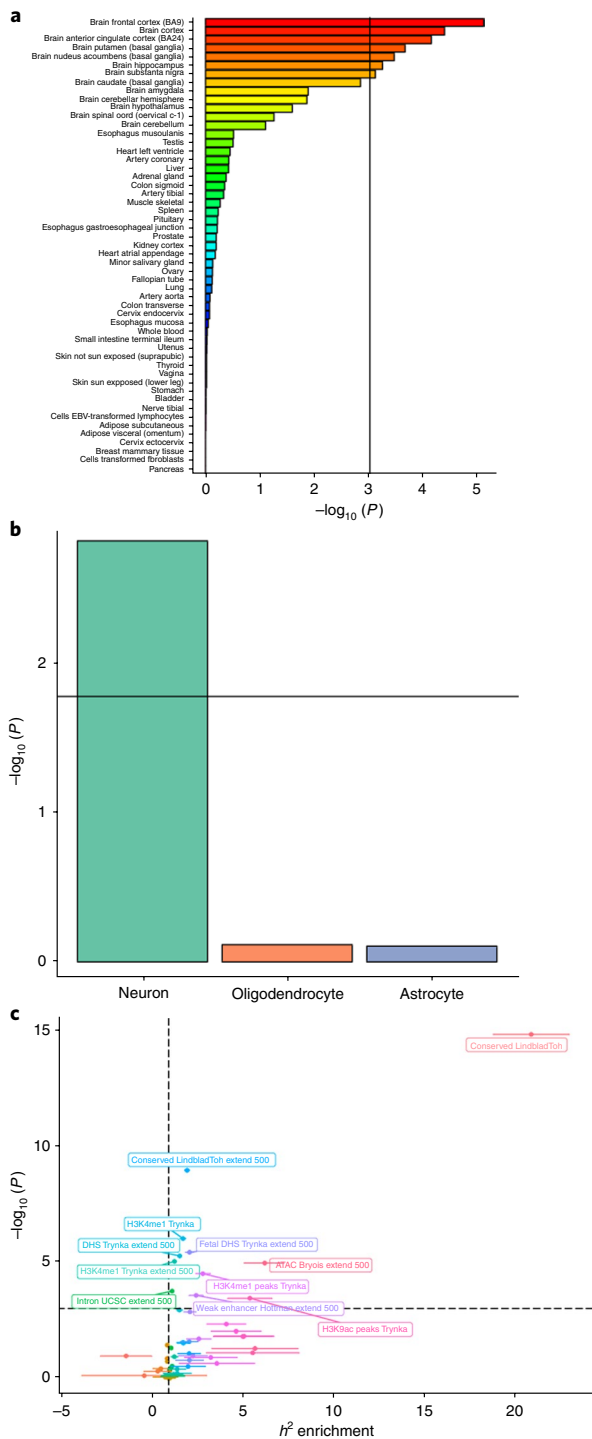 a
Brain frontal cortex (BA9)
Brain cortex
Brain anterior cingulate cortex (BA24)
Brain putamen (basal ganglia)
Brain nudeus acoumbens (basal ganglia)
Brain hippocampus
Brain substanta nigra
Brain caudate (basal ganglia)
Brain amygdala
Brain cerebellar hemisphere
Brain hypothalamus
Brain spinal oord (oervical c-1)
Brain cerebellum
Esophagus musoulanis
Testis
Heart left ventricle
Artery coronary
Liver
Adrenal gland
Colon sigmoid
Artery tibial
Muscle skeletal
Spleen
Pituitary
Esophagus gastroesophageal junction
Prostate
Kidney cortex
Heart atrial appendage
Minor salivary gland
Ovary
Fallopian tube
Lung
Artery aorta
Colon transverse
Cervix endocervix
Esophagus mucosa
Whole blood
Small intestine terminal ileum
Utenus
Skin not sun exposed (suprapubic)
Thyroid
Vagina
Skin sun expposed (lower leg)
Stomach
Bladder
Nerve tibial
Cells EBV-transformed lymphocytes
Adipose subcutaneous
Adipose visceral (omentum)
Cervix ectocervix
Breast mammary tissue
Cells transformed fbroblasts
Pancreas
0 1 2 3 4 5
−log10 (P)
b
2
1
0
−log10 (P)
Neuron Oligodendrocyte Astrocyte
c
15
10
5
0
−log10 (P)
Conserved LindbladToh
Conserved LindbladToh extend 500
H3K4me1 Trynka
DHS Trynka extend 500
Fetal DHS Trynka extend 500
ATAC Bryois extend 500
H3K4me1 Trynka extend 500
H3K4me1 peaks Trynka
Intron UCSC extend 500
Weak enhancer Hoffman extend 500
H3K9ac peaks Trynka
−5 0 5 10 15 20
h² enrichment